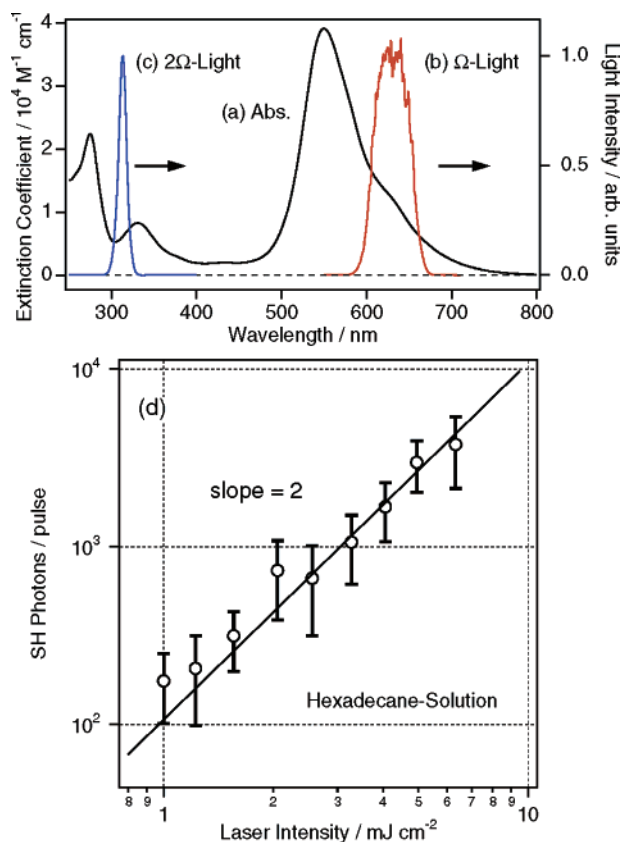 Extinction Coefficient / 10⁴ M⁻¹ cm⁻¹
4
3
2
1
0
(c) 2Ω-Light
(a) Abs.
(b) Ω-Light
1.0
0.5
0.0
Light Intensity / arb. units
300 400 500 600 700 800
Wavelength / nm
SH Photons / pulse
10⁴
10³
10²
(d)
slope = 2
Hexadecane-Solution
8 9 1 2 3 4 5 6 7 8 9 10
Laser Intensity / mJ cm⁻²